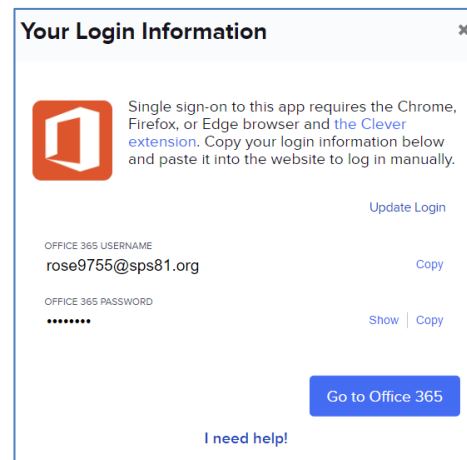 Your Login Information
Single sign-on to this app requires the Chrome,
Firefox, or Edge browser and the Clever
extension. Copy your login information below
and paste it into the website to log in manually.
Update Login
OFFICE 365 USERNAME
rose9755@sps81.org
Copy
OFFICE 365 PASSWORD
••••••••
Show | Copy
Go to Office 365
I need help!